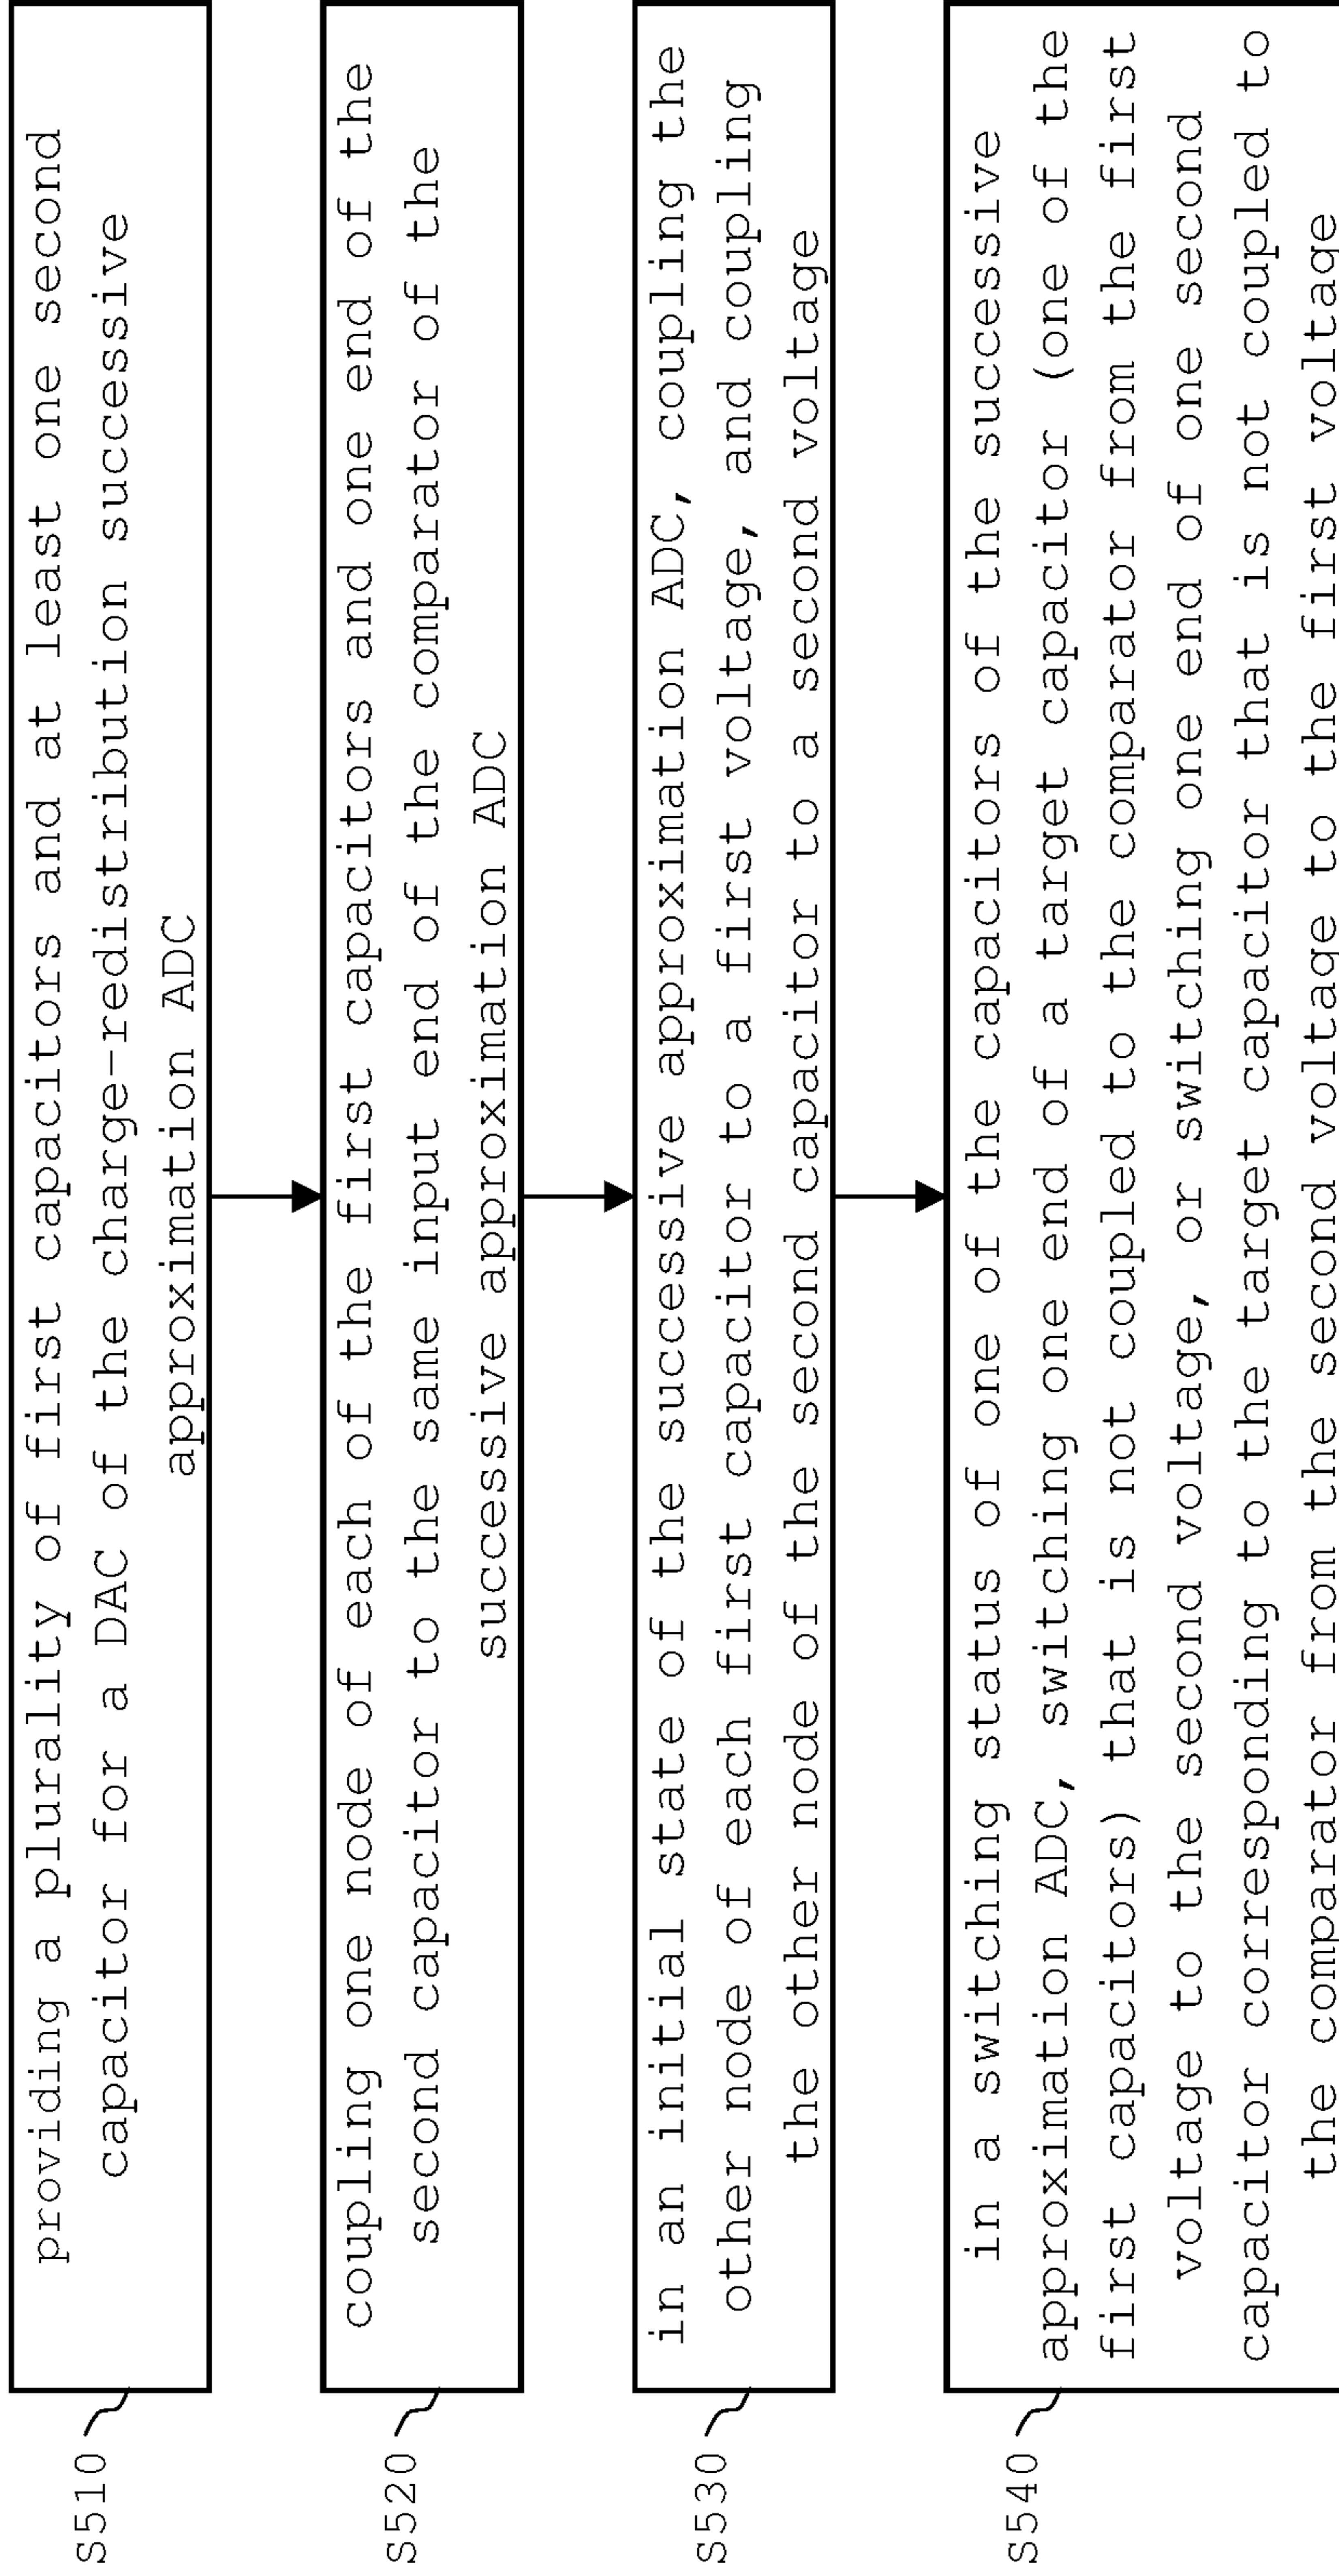 S510
providing a plurality of first capacitors and at least one second
capacitor for a DAC of the charge-redistribution successive
approximation ADC
S520
coupling one node of each of the first capacitors and one end of the
second capacitor to the same input end of the comparator of the
successive approximation ADC
S530
in an initial state of the successive approximation ADC, coupling the
other node of each first capacitor to a first voltage, and coupling
the other node of the second capacitor to a second voltage
S540
in a switching status of one of the capacitors of the successive
approximation ADC, switching one end of a target capacitor (one of the
first capacitors) that is not coupled to the comparator from the first
voltage to the second voltage, or switching one end of one second
capacitor corresponding to the target capacitor that is not coupled to
the comparator from the second voltage to the first voltage